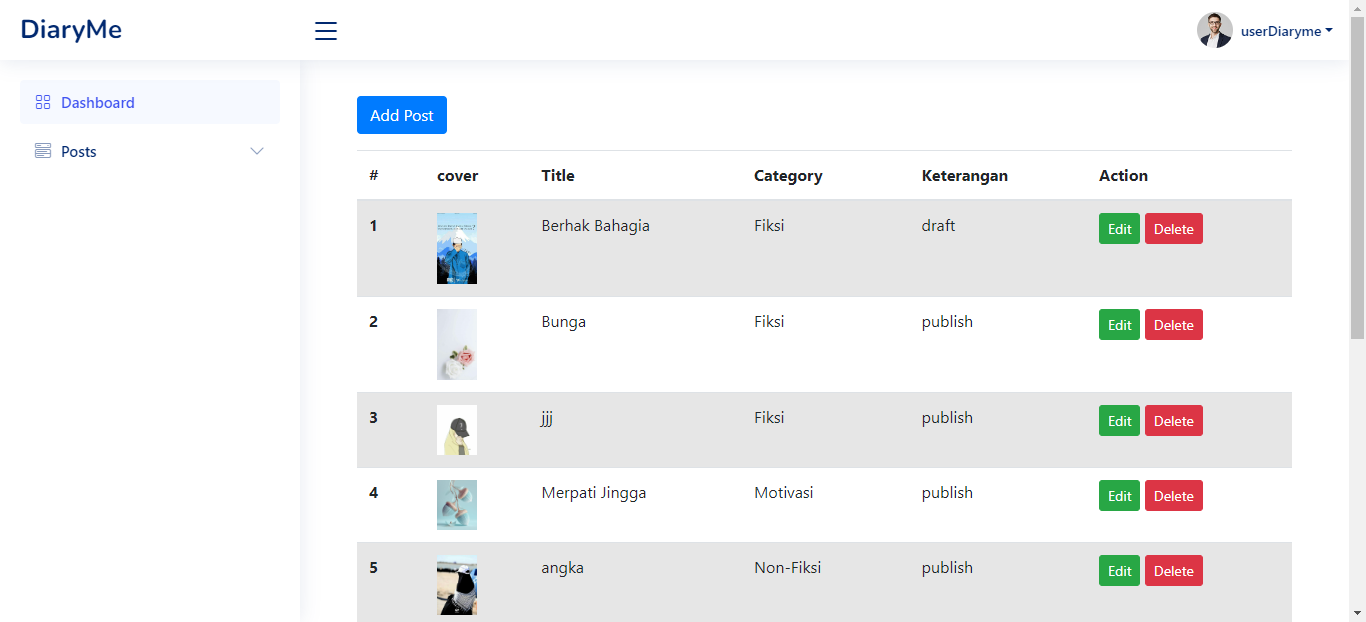 DiaryMe
userDiaryme
Dashboard
Posts
Add Post
# cover Title Category Keterangan Action
1 Berhak Bahagia Fiksi draft Edit Delete
2 Bunga Fiksi publish Edit Delete
3 jjj Fiksi publish Edit Delete
4 Merpati Jingga Motivasi publish Edit Delete
5 angka Non-Fiksi publish Edit Delete